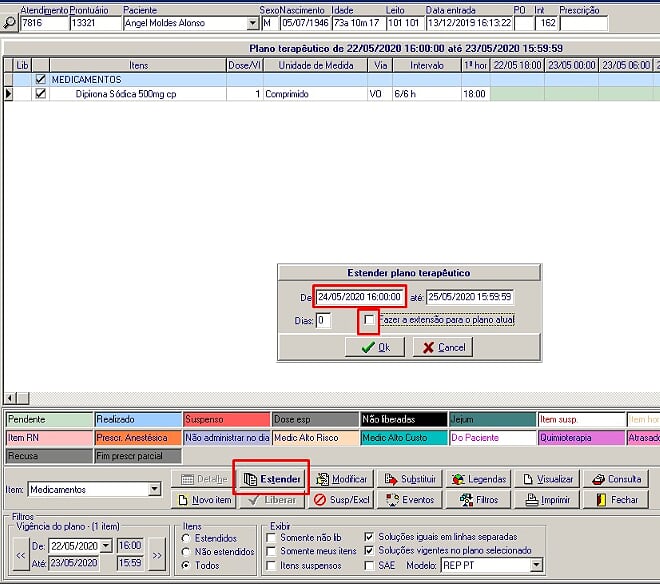 Atendimento Prontuário Paciente Sexo Nascimento Idade Leito Data entrada PO Int Prescrição
7816 13321 Angel Moldes Alonso M 05/07/1946 73a 10m 17 101 101 13/12/2019 16:13:22 162
Plano terapêutico de 22/05/2020 16:00:00 até 23/05/2020 15:59:59
Lib Itens Dose/Vl Unidade de Medida Via Intervalo 1ª hor 22/05 18:00 23/05 00:00 23/05 06:00 2
MEDICAMENTOS
Dipirona Sódica 500mg cp 1 Comprimido VO 6/6 h 18:00
Estender plano terapêutico
De 24/05/2020 16:00:00 até: 25/05/2020 15:59:59
Dias: 0 Fazer a extensão para o plano atual
Ok Cancel
Pendente Realizado Suspenso Dose esp Não liberadas Jejum Item susp. Item hor
Item RN Prescr. Anestésica Não administrar no dia Medic Alto Risco Medic Alto Custo Do Paciente Quimioterapia Atrasado
Recusa Fim prescr parcial
Item: Medicamentos
Detalhe Estender Modificar Substituir Legendas Visualizar Consulta
Novo item Liberar Susp/Excl Eventos Filtros Imprimir Fechar
Filtros
Vigência do plano - (1 item)
<< De: 22/05/2020 16:00 >>
Até: 23/05/2020 15:59
Itens
Estendidos
Não estendidos
Todos
Exibir
Somente não lib Soluções iguais em linhas separadas
Somente meus itens Soluções vigentes no plano selecionado
Itens suspensos SAE Modelo: REP PT